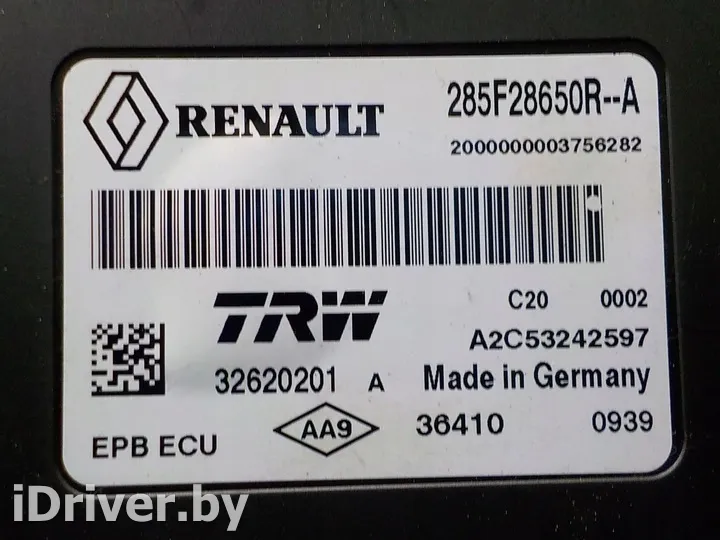 RENAULT
285F28650R--A
2000000003756282
TRW
C20 0002
A2C53242597
32620201 A
Made in Germany
EPB ECU
AA9
36410
0939
iDriver.by